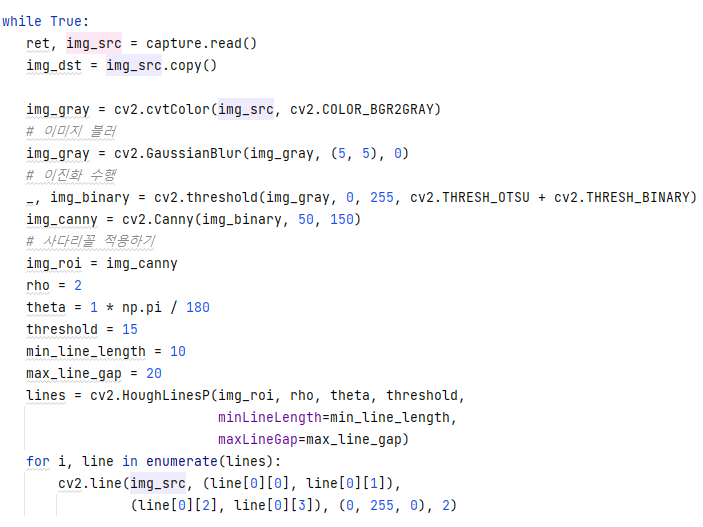 while True:
ret, img_src = capture.read()
img_dst = img_src.copy()
img_gray = cv2.cvtColor(img_src, cv2.COLOR_BGR2GRAY)
# 이미지 블러
img_gray = cv2.GaussianBlur(img_gray, (5, 5), 0)
# 이진화 수행
_, img_binary = cv2.threshold(img_gray, 0, 255, cv2.THRESH_OTSU + cv2.THRESH_BINARY)
img_canny = cv2.Canny(img_binary, 50, 150)
# 사다리꼴 적용하기
img_roi = img_canny
rho = 2
theta = 1 * np.pi / 180
threshold = 15
min_line_length = 10
max_line_gap = 20
lines = cv2.HoughLinesP(img_roi, rho, theta, threshold,
minLineLength=min_line_length,
maxLineGap=max_line_gap)
for i, line in enumerate(lines):
cv2.line(img_src, (line[0][0], line[0][1]),
(line[0][2], line[0][3]), (0, 255, 0), 2)